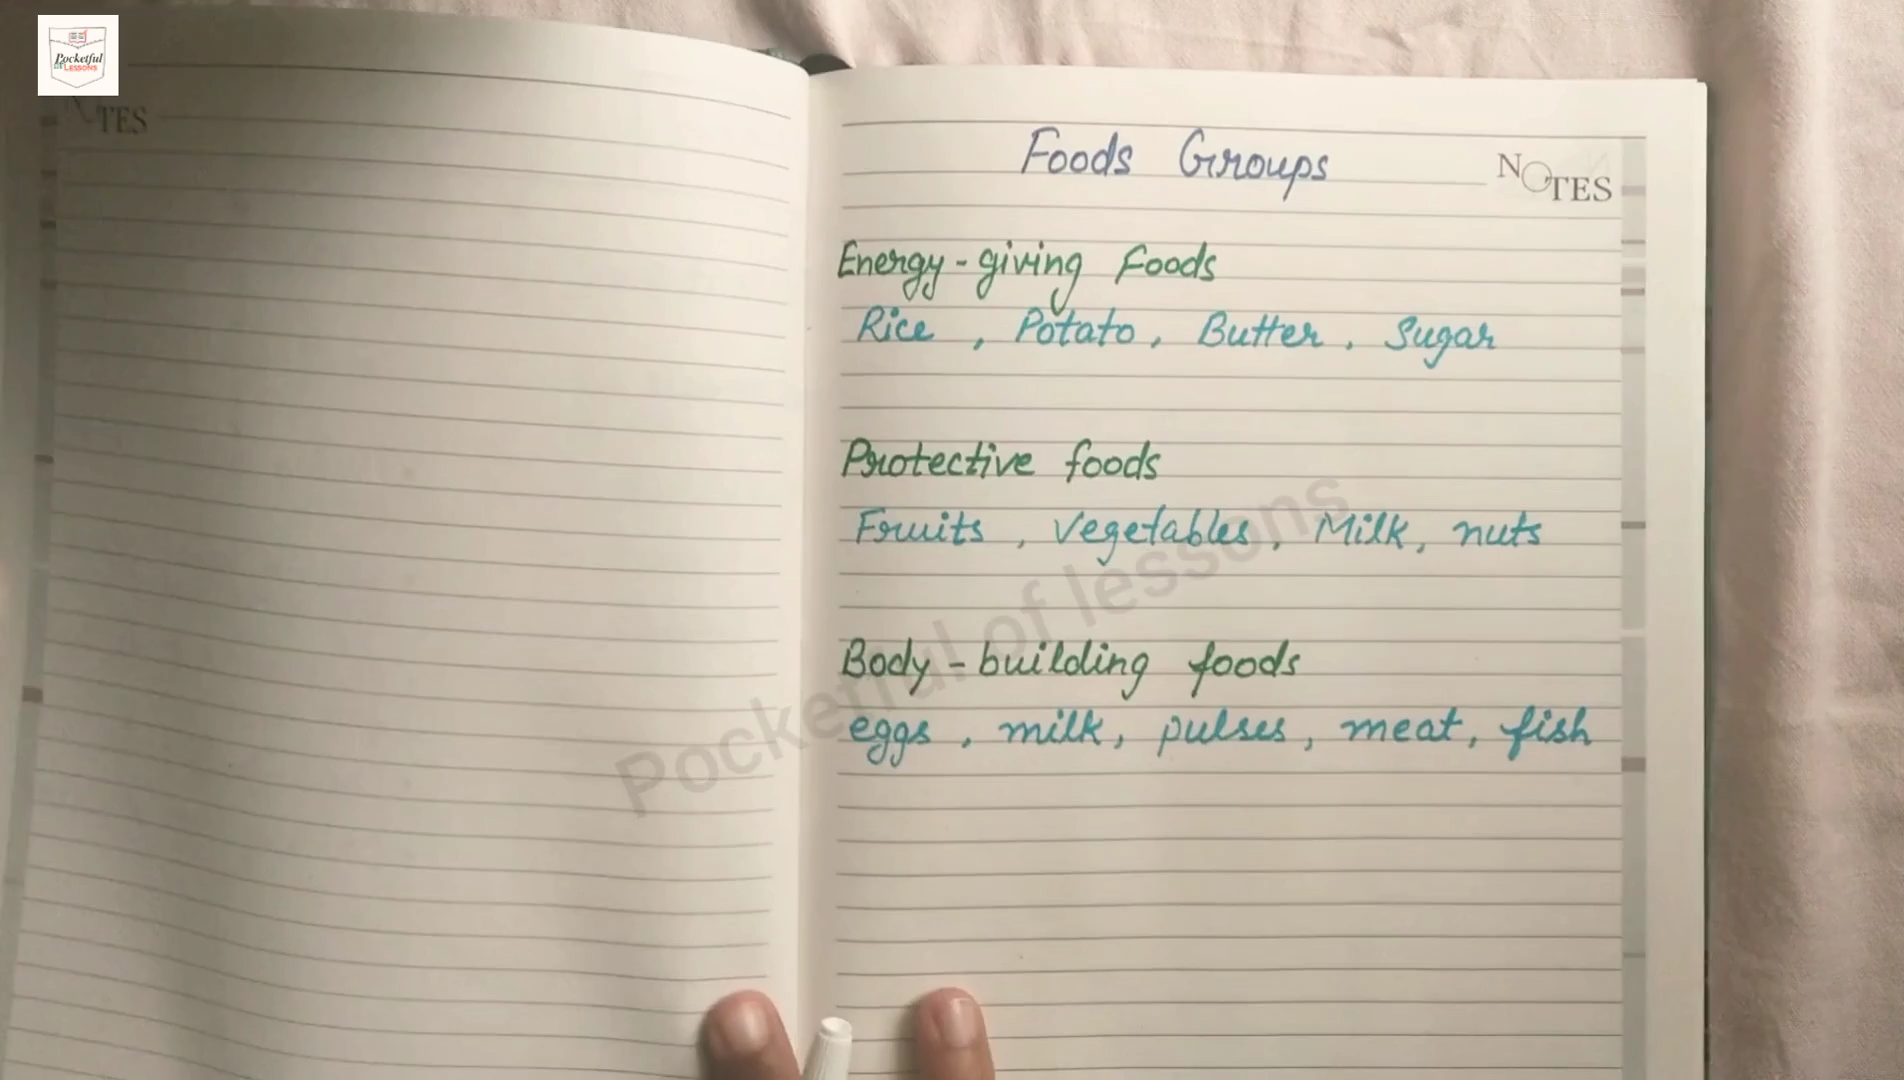 Pocketful
OF LESSONS
NOTES
NOTES
Foods Groups
Energy-giving Foods
Rice, Potato, Butter, Sugar
Protective foods
Fruits, Vegetables, Milk, nuts
Body-building foods
eggs, milk, pulses, meat, fish
Pocketful of lessons